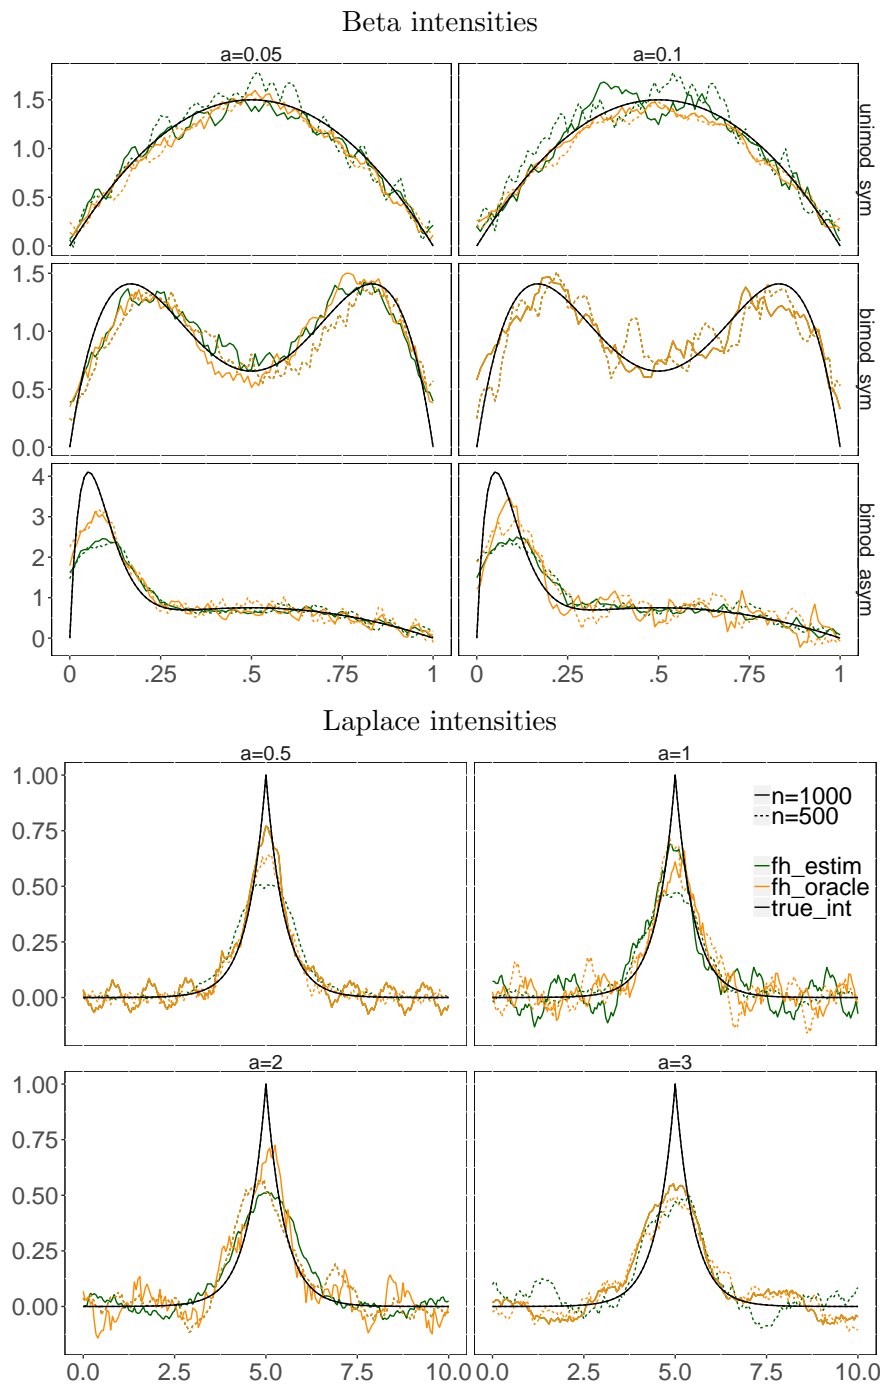 Beta intensities
a=0.05 a=0.1
1.5
1.0
0.5
0.0
unimod_sym
1.5
1.0
0.5
0.0
bimod_sym
4
3
2
1
0
bimod_asym
0 .25 .5 .75 1 0 .25 .5 .75 1
Laplace intensities
a=0.5 a=1
1.00
0.75
0.50
0.25
0.00
n=1000
n=500
fh_estim
fh_oracle
true_int
a=2 a=3
1.00
0.75
0.50
0.25
0.00
0.0 2.5 5.0 7.5 10.0 0.0 2.5 5.0 7.5 10.0